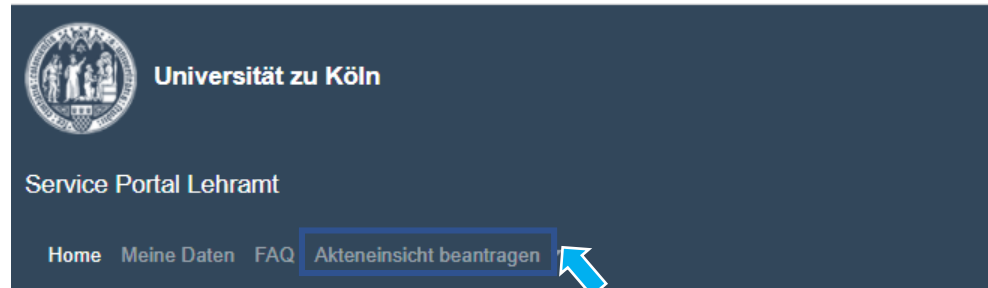 Universität zu Köln
Service Portal Lehramt
Home Meine Daten FAQ Akteneinsicht beantragen